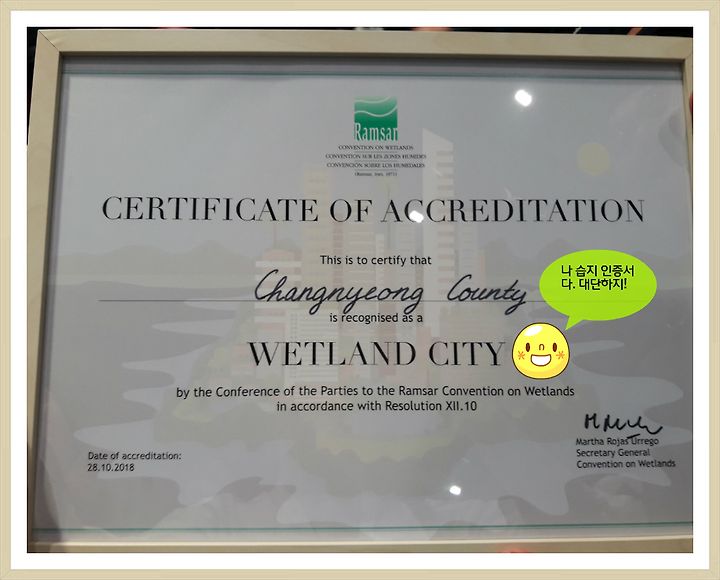 Ramsar
CONVENTION ON WETLANDS
CONVENTION SUR LES ZONES HUMIDES
CONVENCIÓN SOBRE LOS HUMEDALES
(Ramsar, Iran, 1971)
CERTIFICATE OF ACCREDITATION
This is to certify that
Changnyeong County
is recognised as a
나 습지 인증서
다. 대단하지!
WETLAND CITY
by the Conference of the Parties to the Ramsar Convention on Wetlands
in accordance with Resolution XII.10
Martha Rojas Urrego
Secretary General
Convention on Wetlands
Date of accreditation:
28.10.2018